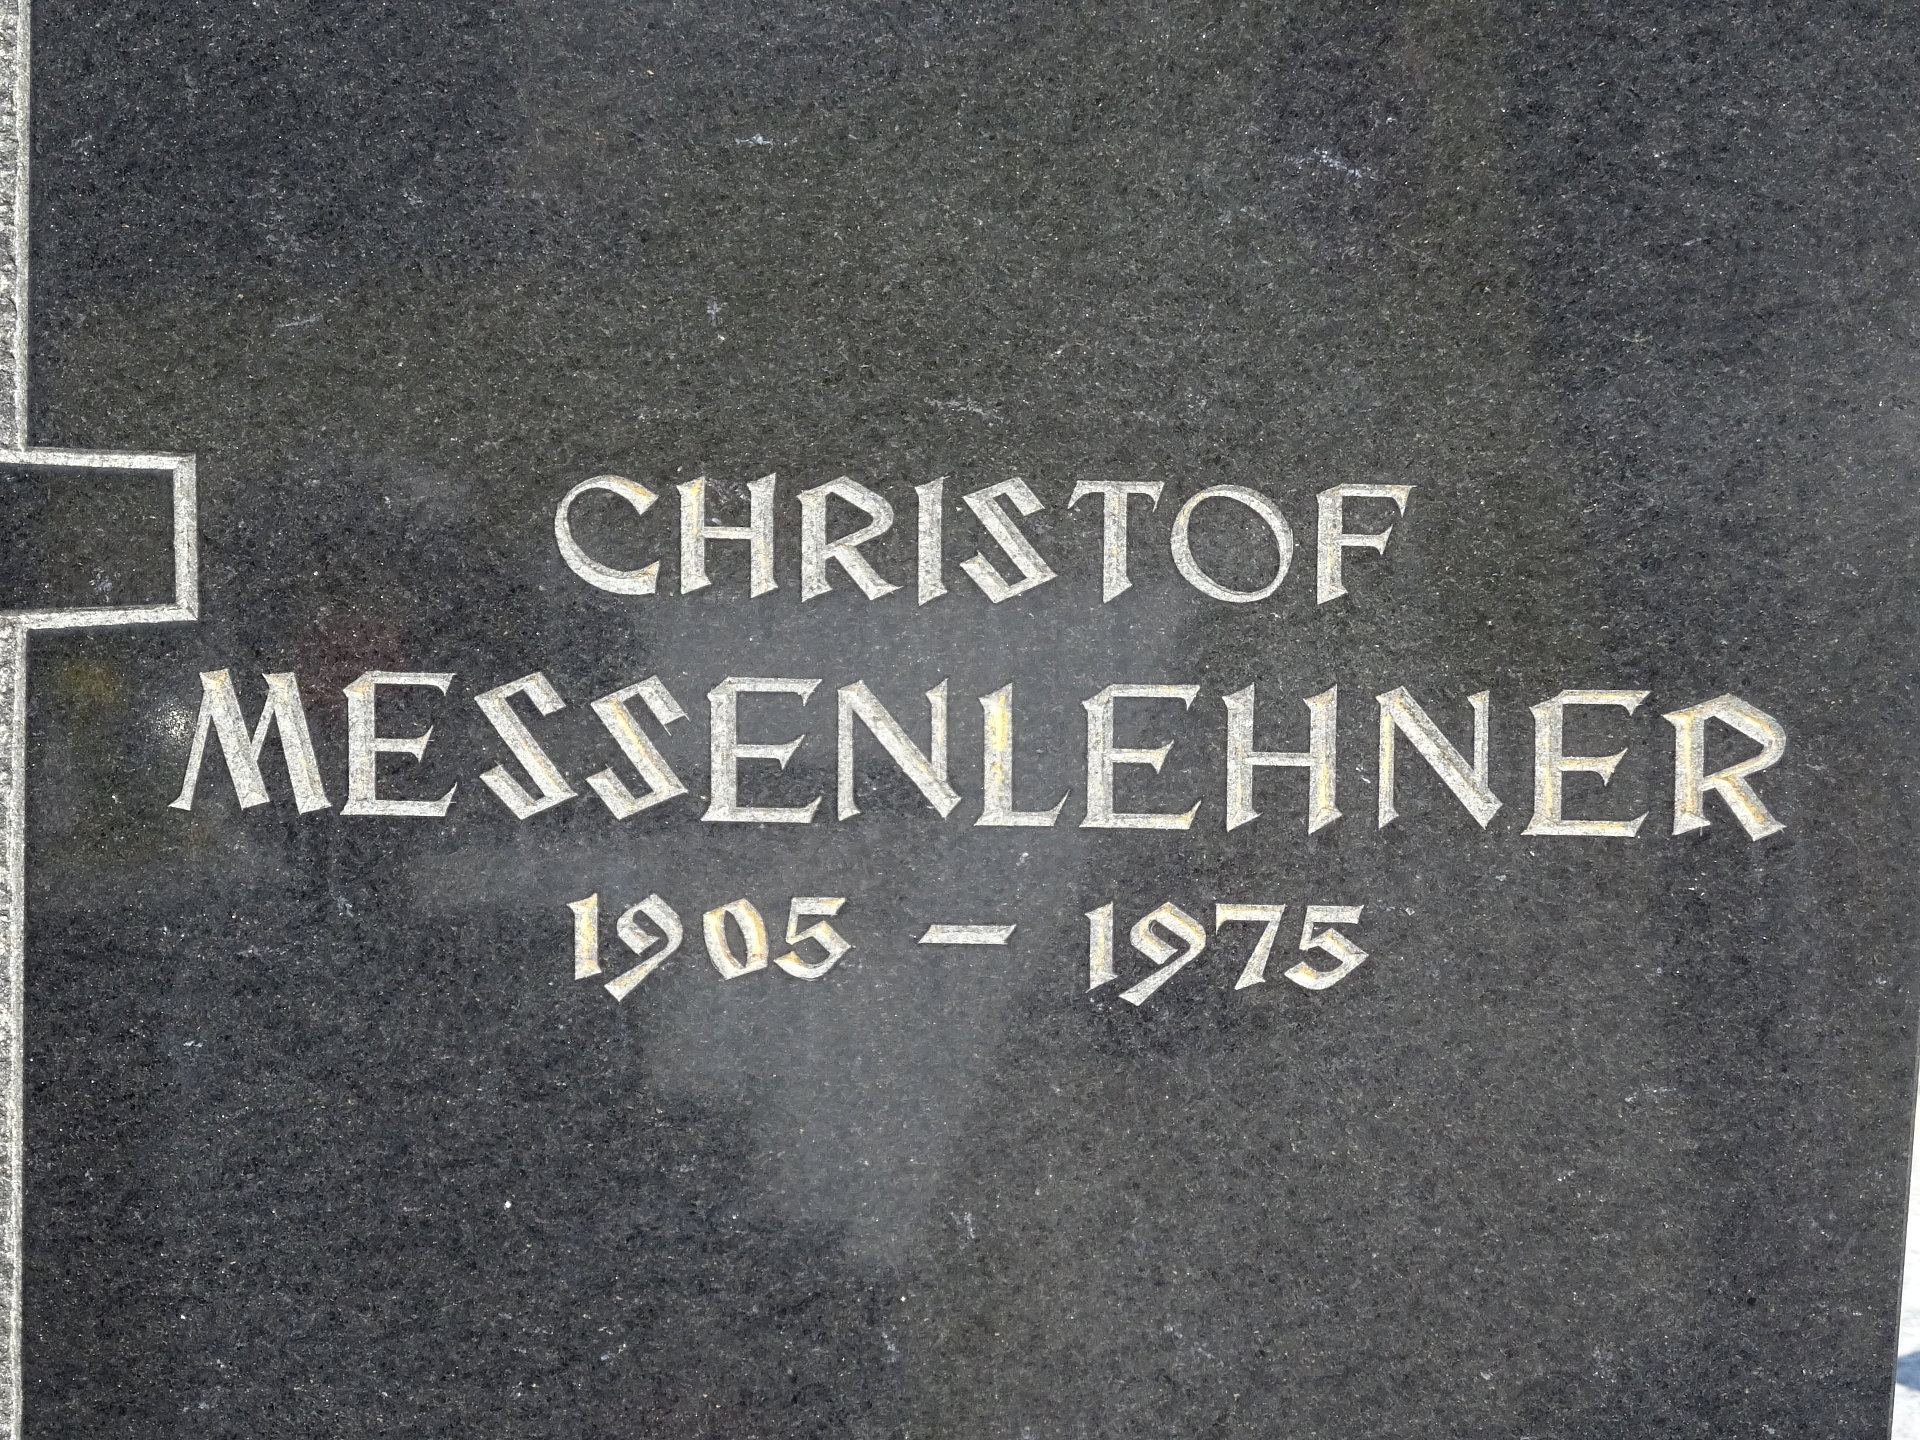 CHRISTOF
MESSENLEHNER
1905 – 1975